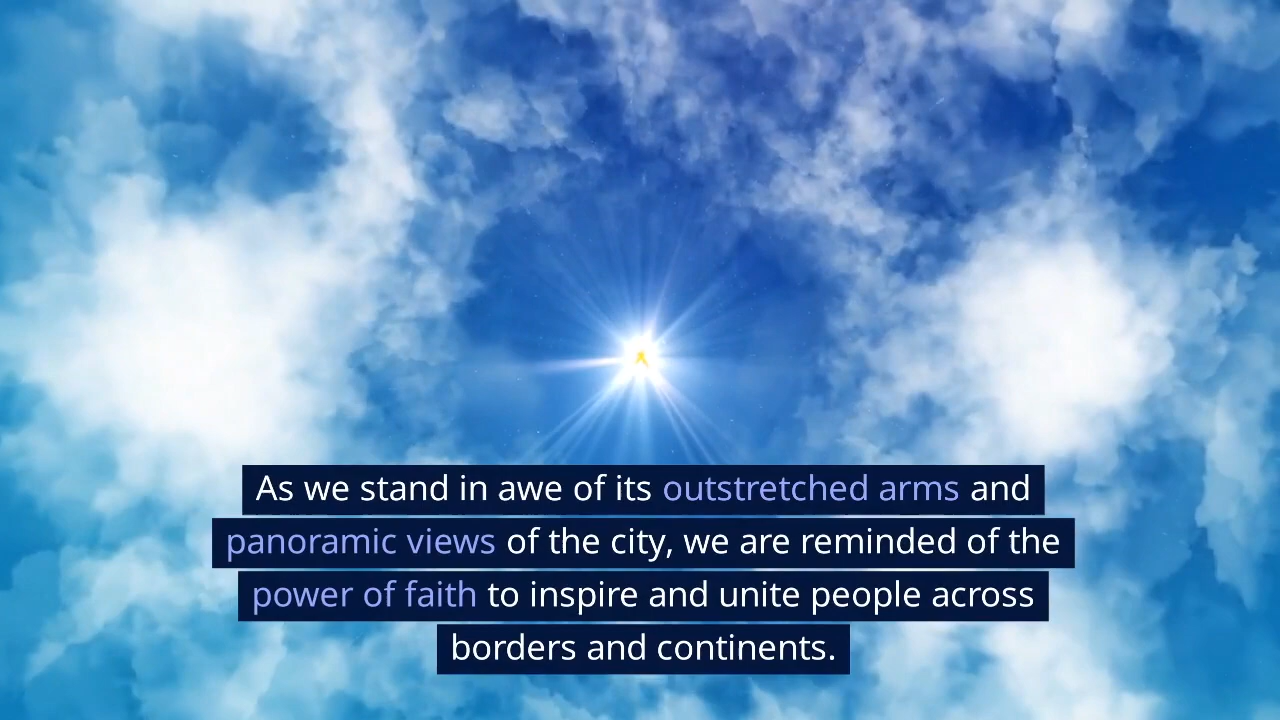 As we stand in awe of its outstretched arms and
panoramic views of the city, we are reminded of the
power of faith to inspire and unite people across
borders and continents.